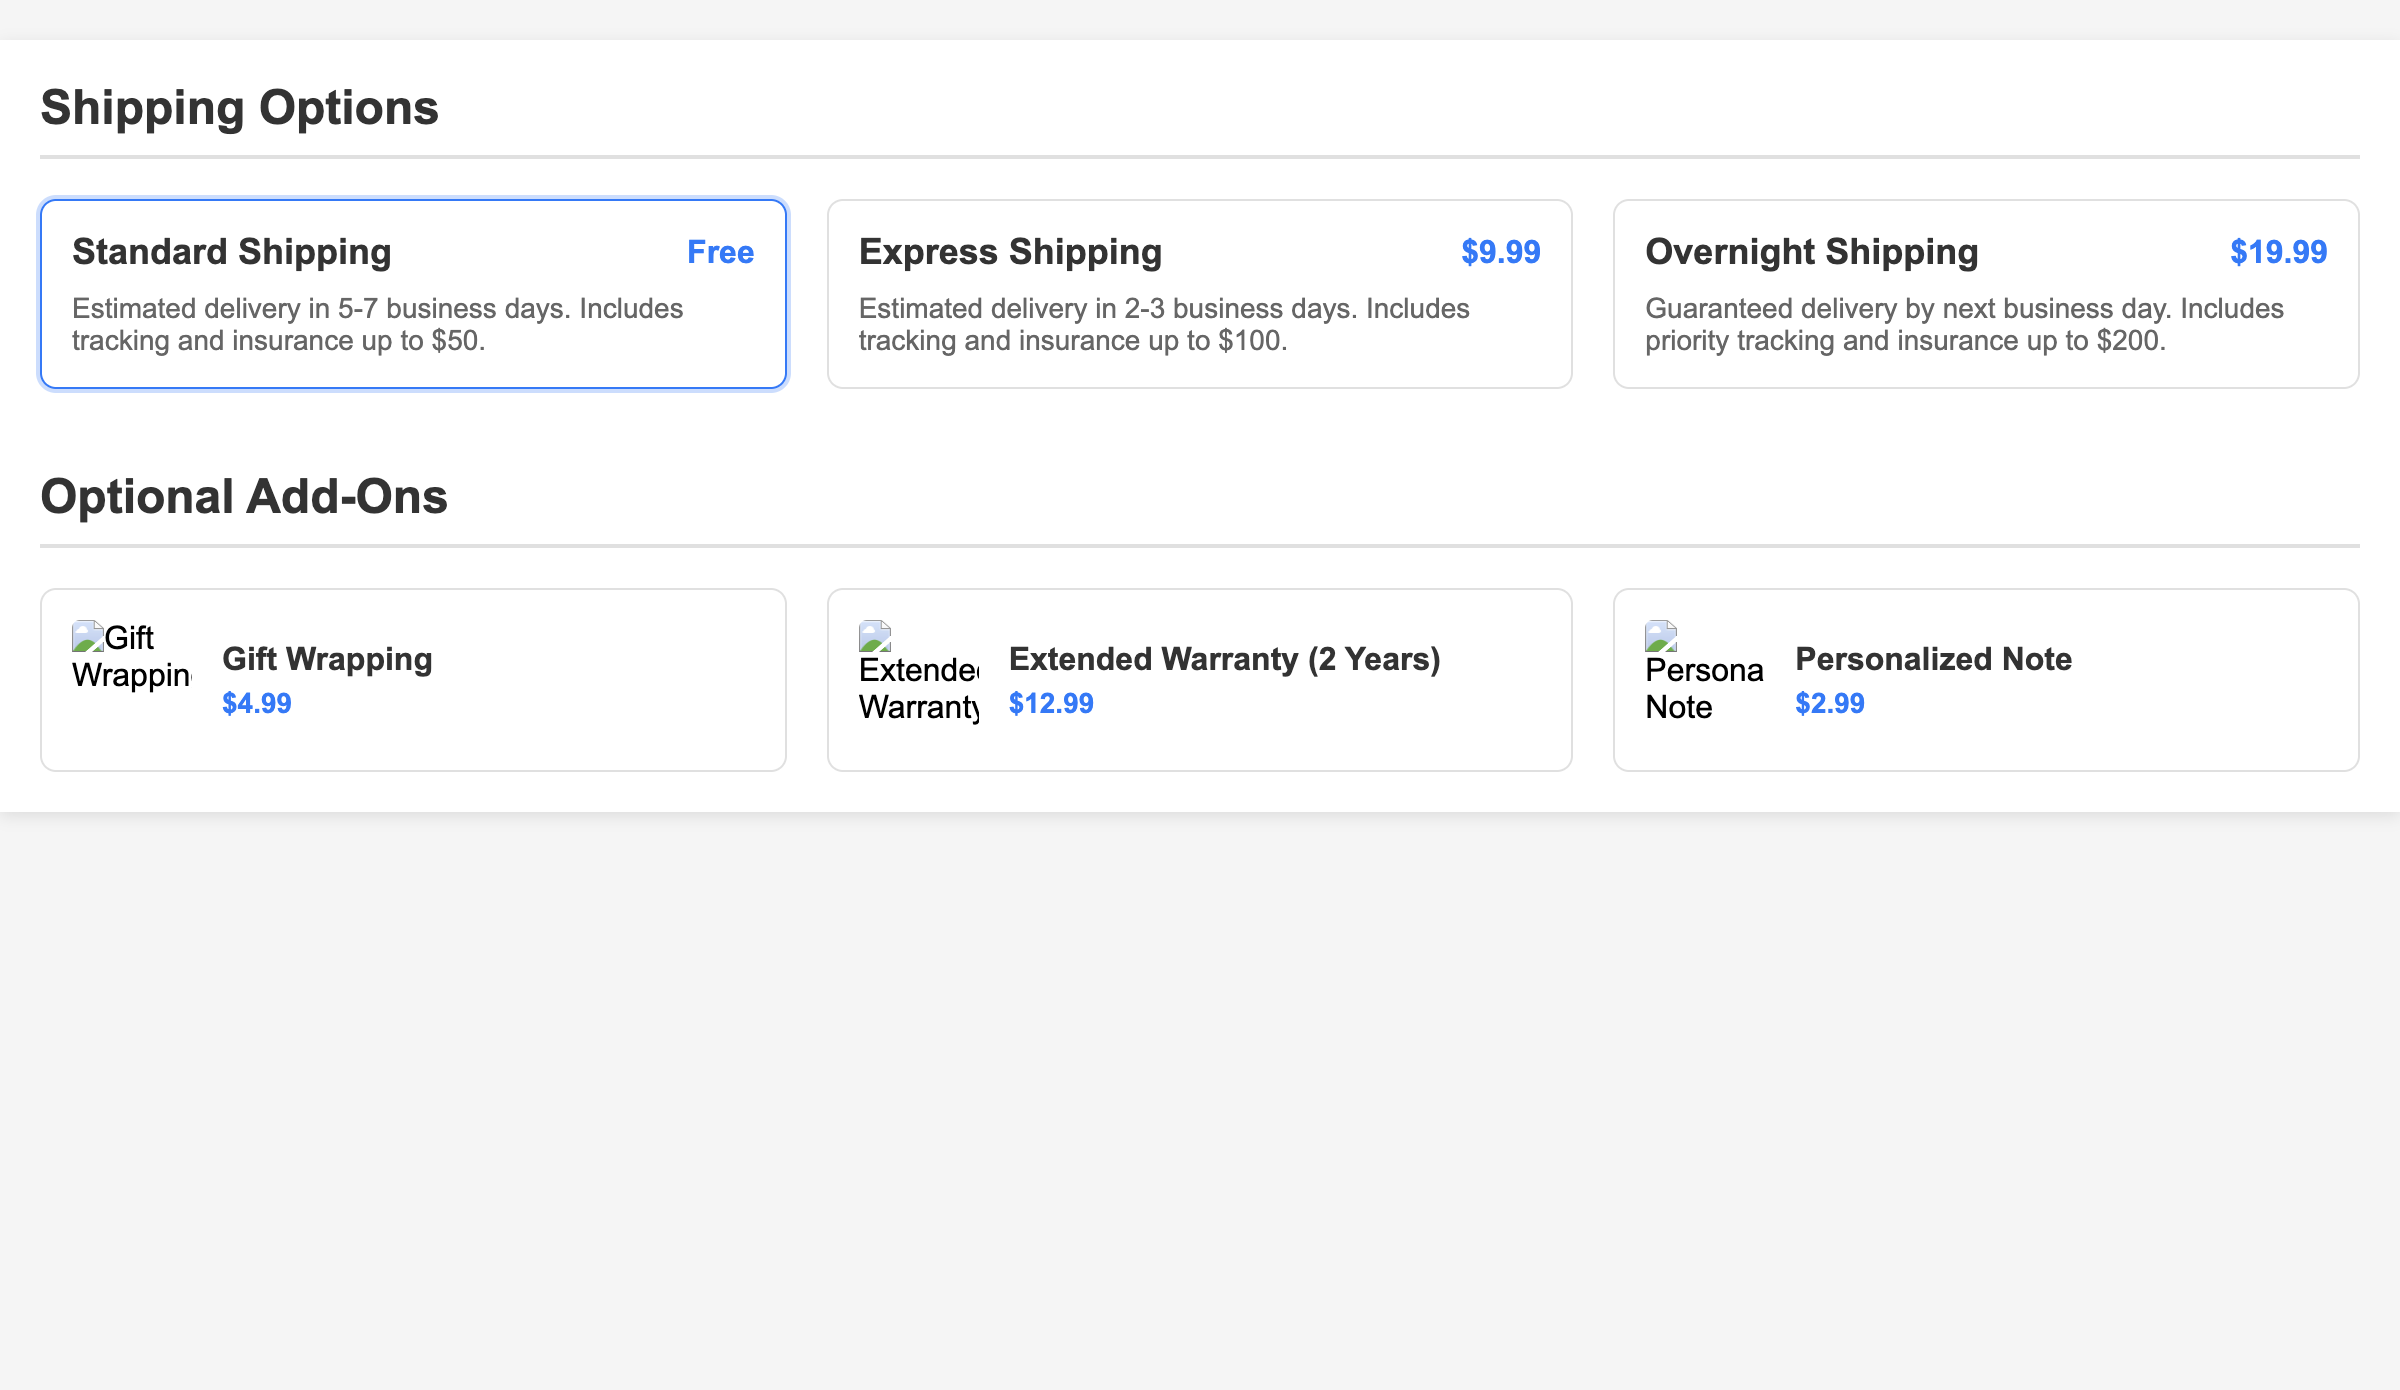 Shipping Options
Standard Shipping
Free
Estimated delivery in 5-7 business days. Includes
tracking and insurance up to $50.
Express Shipping
$9.99
Estimated delivery in 2-3 business days. Includes
tracking and insurance up to $100.
Overnight Shipping
$19.99
Guaranteed delivery by next business day. Includes
priority tracking and insurance up to $200.
Optional Add-Ons
Gift
Wrappin
Gift Wrapping
$4.99
Extended
Warranty
Extended Warranty (2 Years)
$12.99
Persona
Note
Personalized Note
$2.99